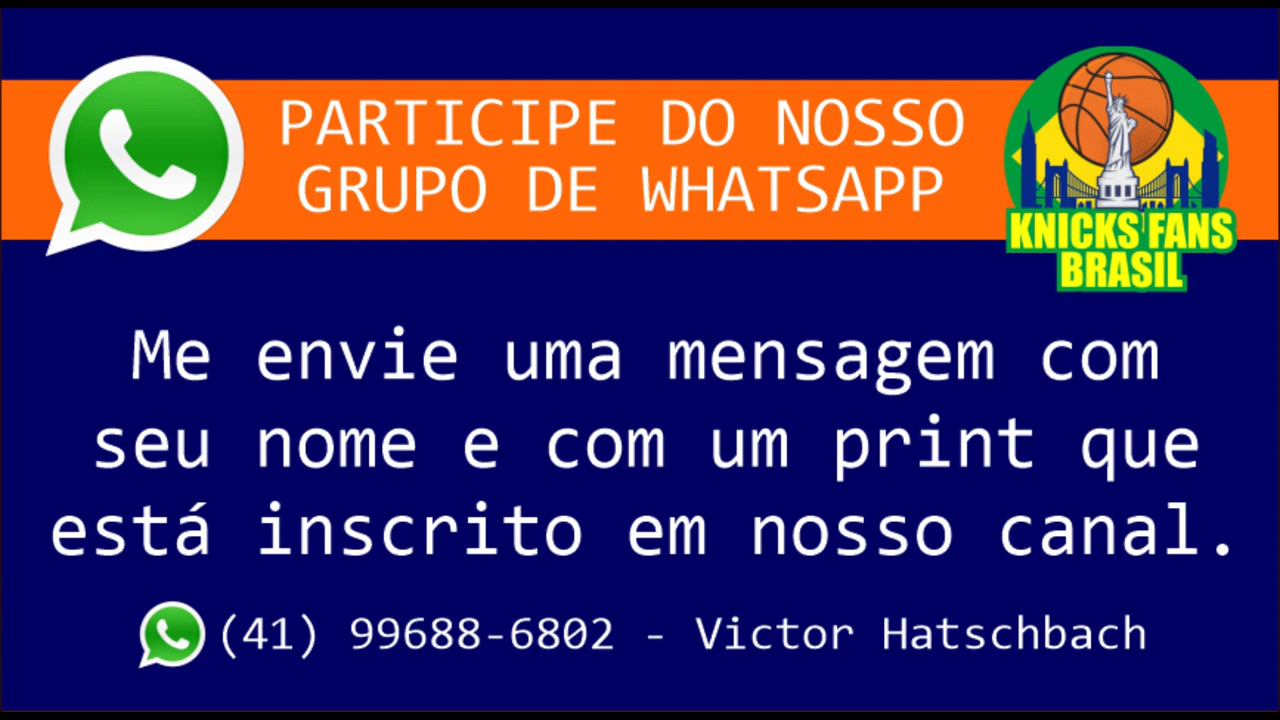 PARTICIPE DO NOSSO
GRUPO DE WHATSAPP
KNICKS FANS
BRASIL
Me envie uma mensagem com
seu nome e com um print que
está inscrito em nosso canal.
(41) 99688-6802 - Victor Hatschbach